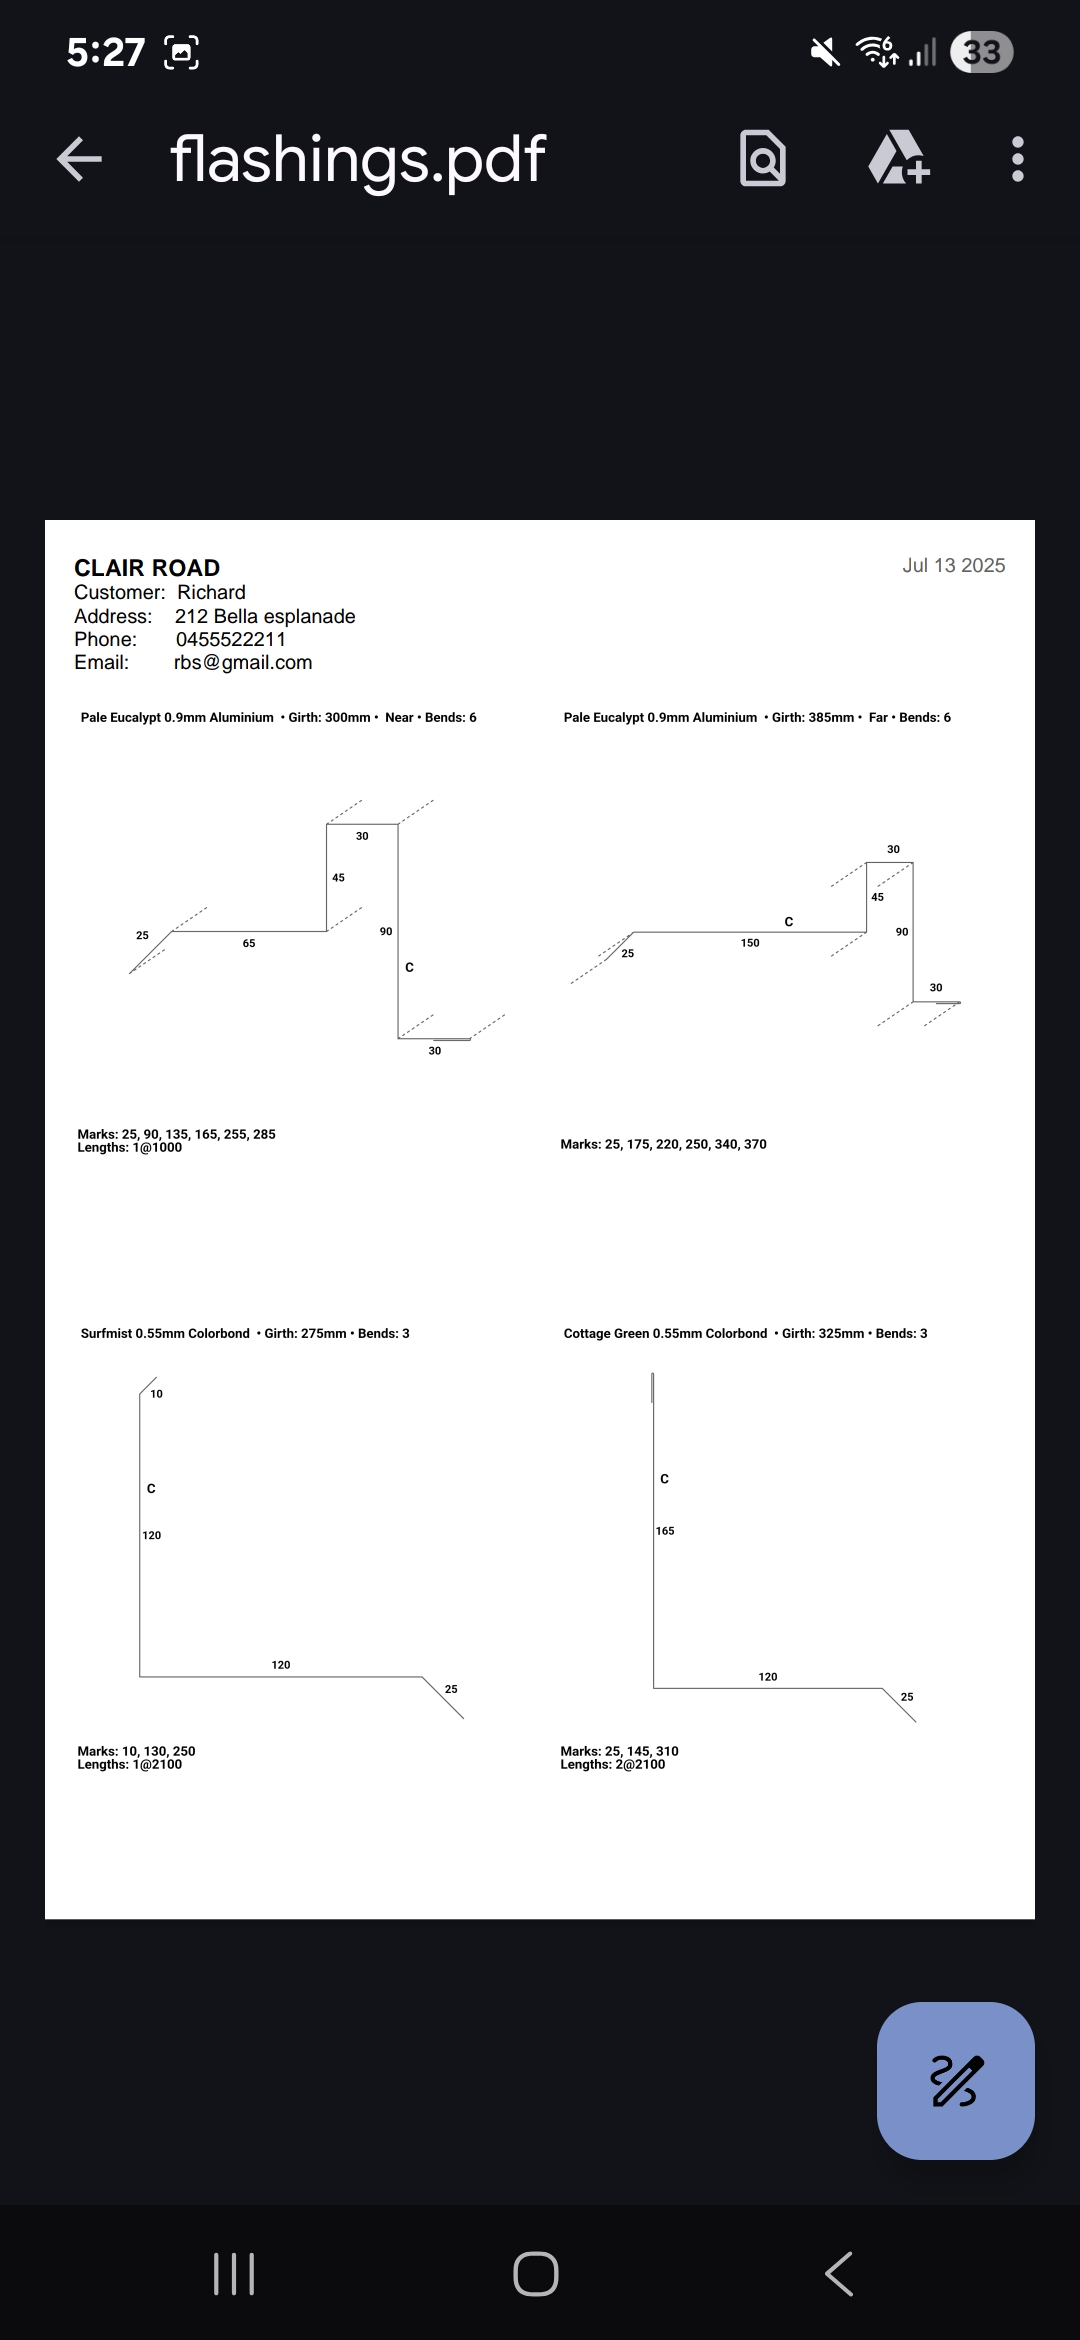 5:27
6
33
flashings.pdf
CLAIR ROAD
Jul 13 2025
Customer: Richard
Address: 212 Bella esplanade
Phone: 0455522211
Email: rbs@gmail.com
Pale Eucalypt 0.9mm Aluminium • Girth: 300mm • Near • Bends: 6
30
45
25
65
90
C
30
Marks: 25, 90, 135, 165, 255, 285
Lengths: 1@1000
Pale Eucalypt 0.9mm Aluminium • Girth: 385mm • Far • Bends: 6
30
45
C
90
150
25
30
Marks: 25, 175, 220, 250, 340, 370
Surfmist 0.55mm Colorbond • Girth: 275mm • Bends: 3
10
C
120
120
25
Marks: 10, 130, 250
Lengths: 1@2100
Cottage Green 0.55mm Colorbond • Girth: 325mm • Bends: 3
C
165
120
25
Marks: 25, 145, 310
Lengths: 2@2100